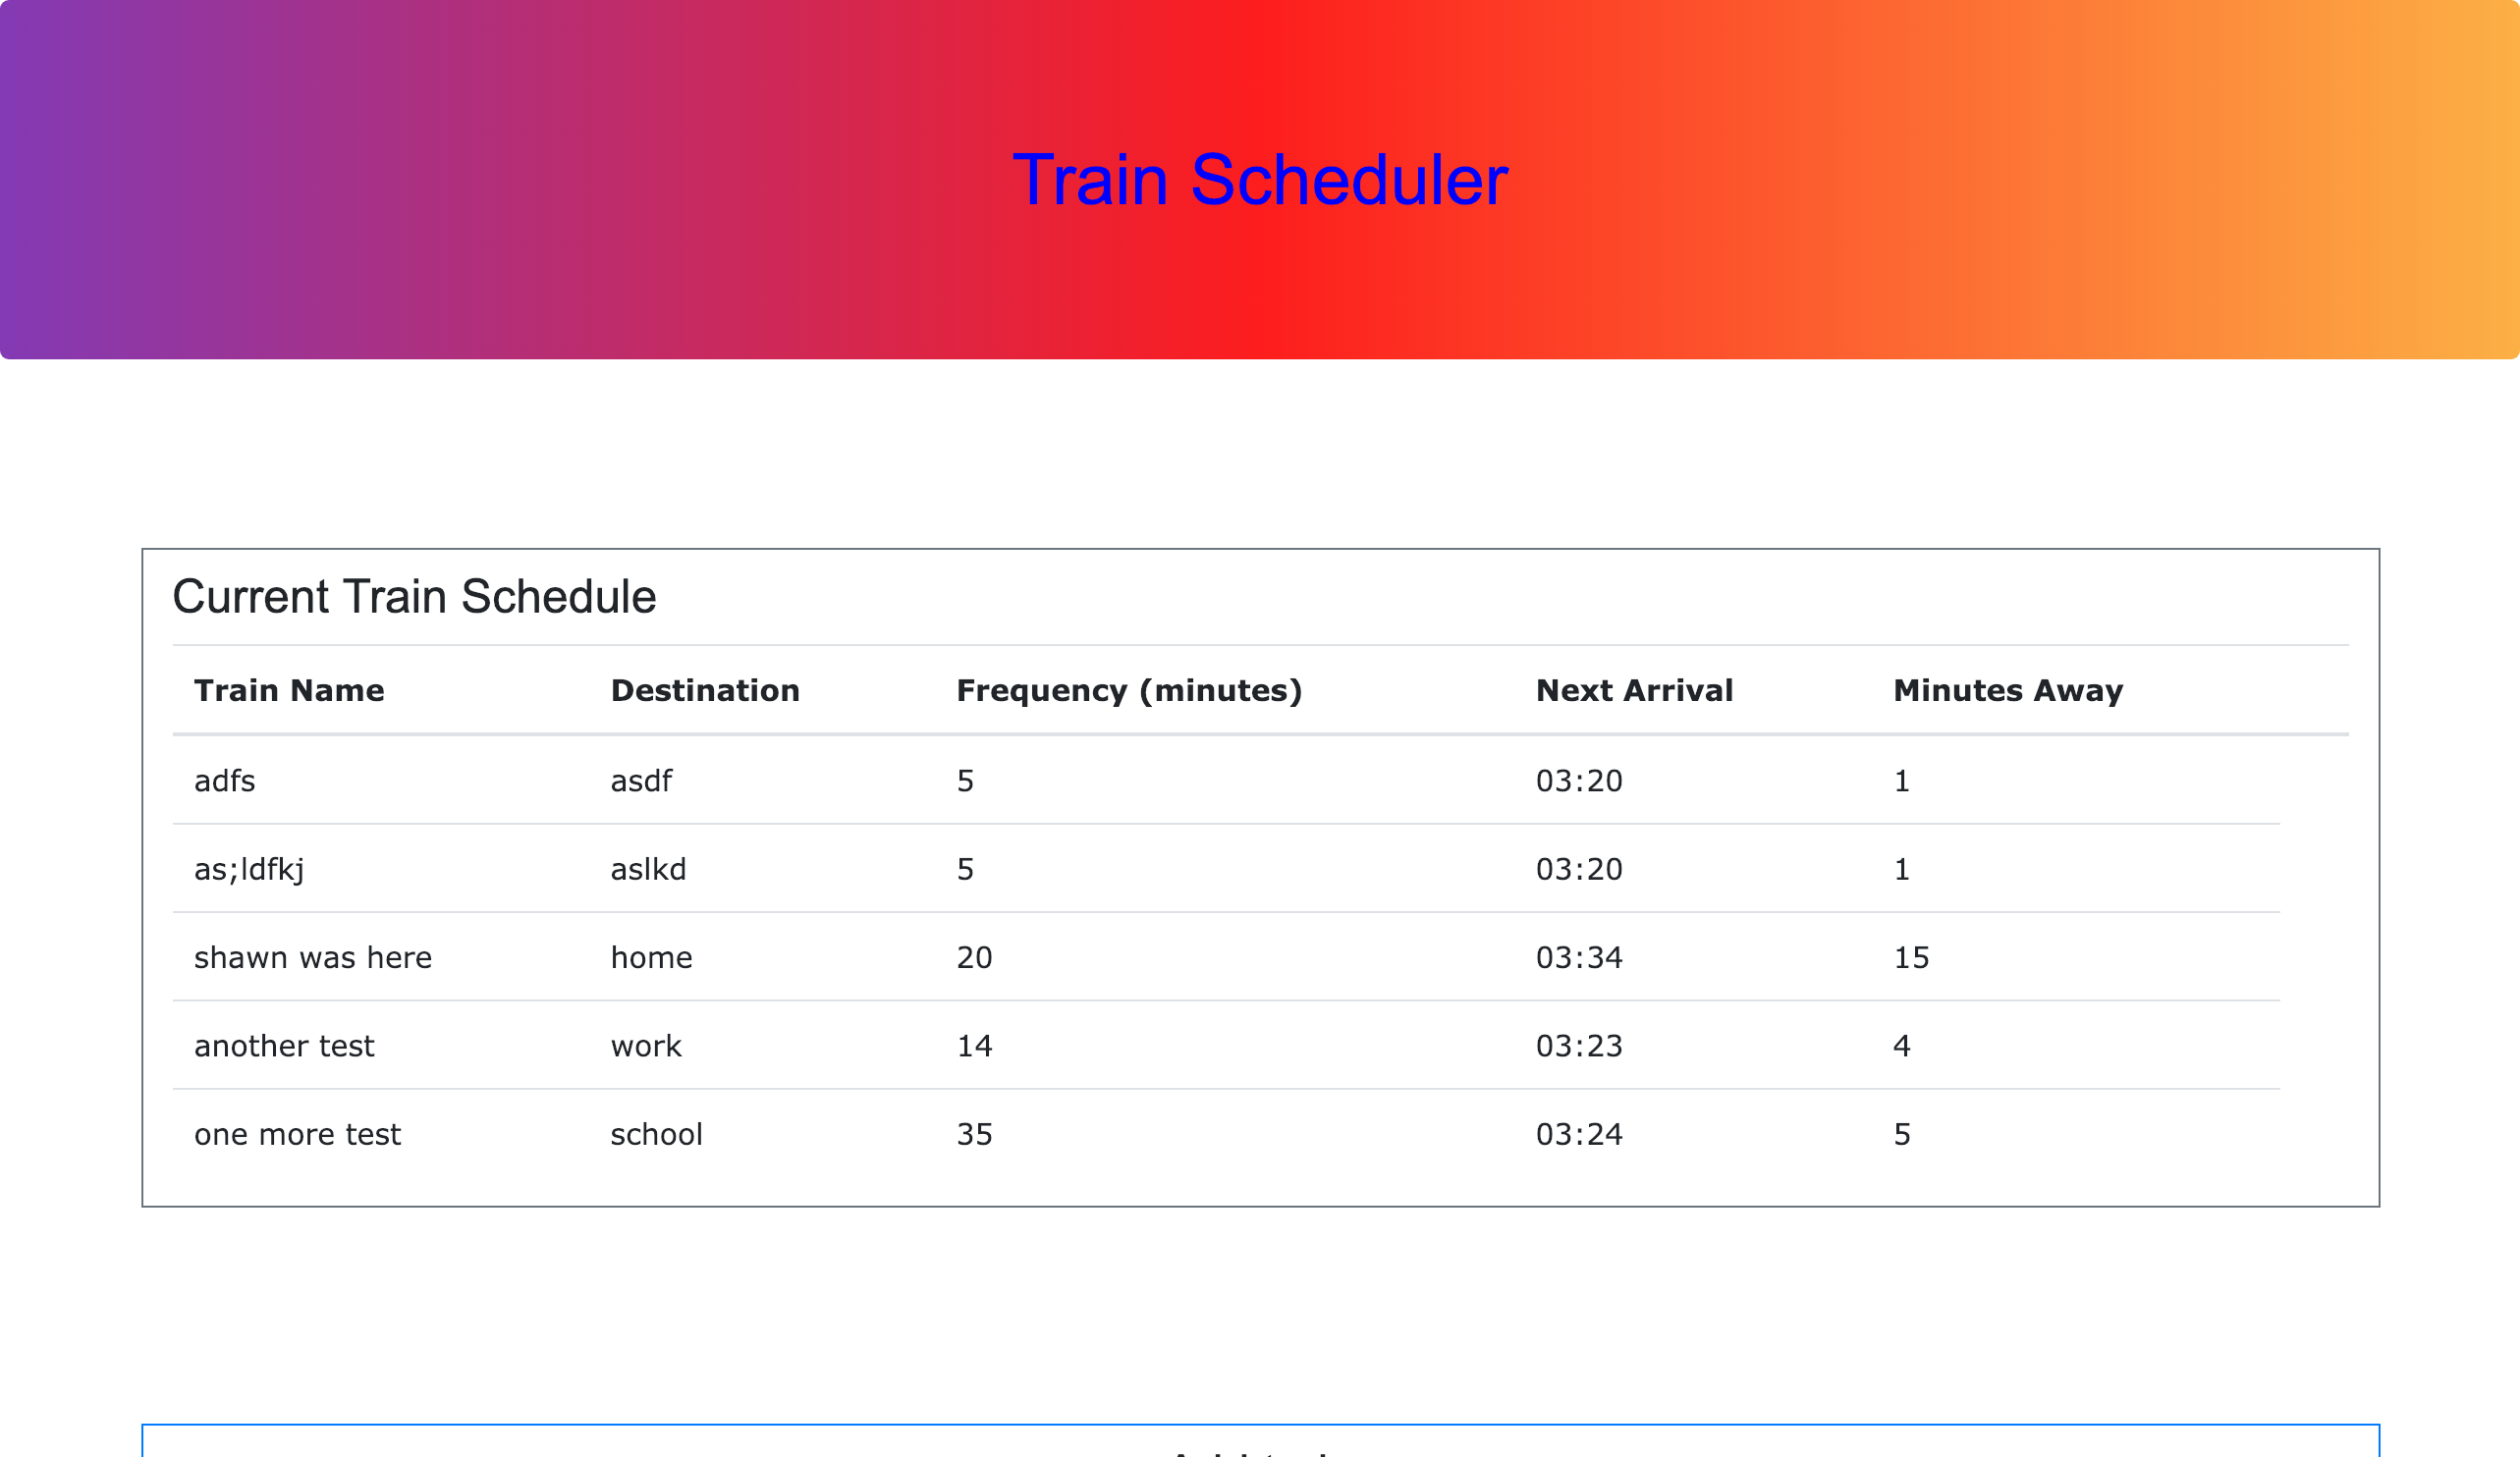 Train Scheduler
Current Train Schedule
Train Name Destination Frequency (minutes) Next Arrival Minutes Away
adfs asdf 5 03:20 1
as;ldfkj aslkd 5 03:20 1
shawn was here home 20 03:34 15
another test work 14 03:23 4
one more test school 35 03:24 5